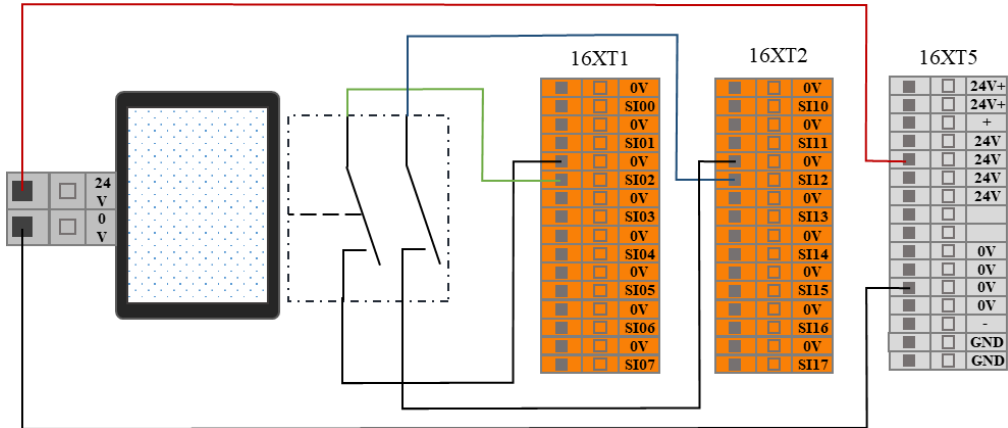 16XT1
16XT2
16XT5
24
V
0
V
0V
SI00
0V
SI01
0V
SI02
0V
SI03
0V
SI04
0V
SI05
0V
SI06
0V
SI07
0V
SI10
0V
SI11
0V
SI12
0V
SI13
0V
SI14
0V
SI15
0V
SI16
0V
SI17
24V+
24V+
+
24V
24V
24V
24V
0V
0V
0V
0V
-
GND
GND